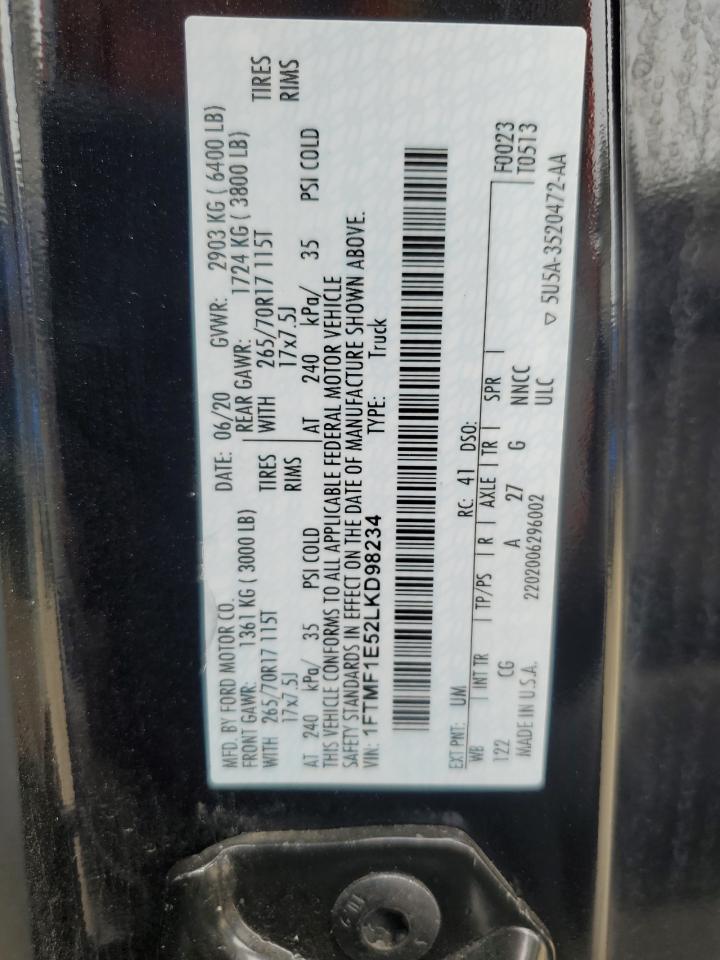 MFD. BY FORD MOTOR CO.
DATE: 06/20 GVWR: 2903 KG ( 6400 LB)
FRONT GAWR: 1361 KG ( 3000 LB) REAR GAWR: 1724 KG ( 3800 LB)
WITH 265/70R17 115T TIRES WITH 265/70R17 115T TIRES
17x7.5J RIMS 17x7.5J RIMS
AT 240 kPa/ 35 PSI COLD AT 240 kPa/ 35 PSI COLD
THIS VEHICLE CONFORMS TO ALL APPLICABLE FEDERAL MOTOR VEHICLE
SAFETY STANDARDS IN EFFECT ON THE DATE OF MANUFACTURE SHOWN ABOVE.
VIN: 1FTMF1E52LKD98234 TYPE: Truck
EXT PNT: UM RC: 41 DSO:
WB INT TR TP/PS R AXLE TR SPR F0023
122 CG A 27 G NNCC T0513
MADE IN U.S.A. 2202006296002 ULC
▽ 5U5A-3520472-AA